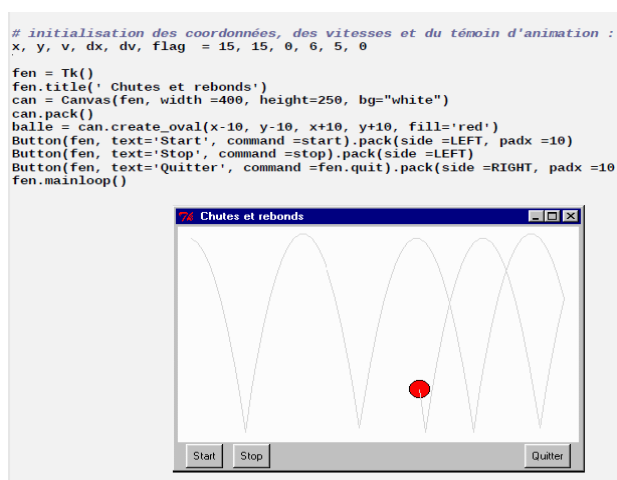 # initialisation des coordonnées, des vitesses et du témoin d'animation :
x, y, v, dx, dv, flag = 15, 15, 0, 6, 5, 0
fen = Tk()
fen.title(' Chutes et rebonds')
can = Canvas(fen, width =400, height=250, bg="white")
can.pack()
balle = can.create_oval(x-10, y-10, x+10, y+10, fill='red')
Button(fen, text='Start', command =start).pack(side =LEFT, padx =10)
Button(fen, text='Stop', command =stop).pack(side =LEFT)
Button(fen, text='Quitter', command =fen.quit).pack(side =RIGHT, padx =10
fen.mainloop()
Chutes et rebonds
Start Stop Quitter